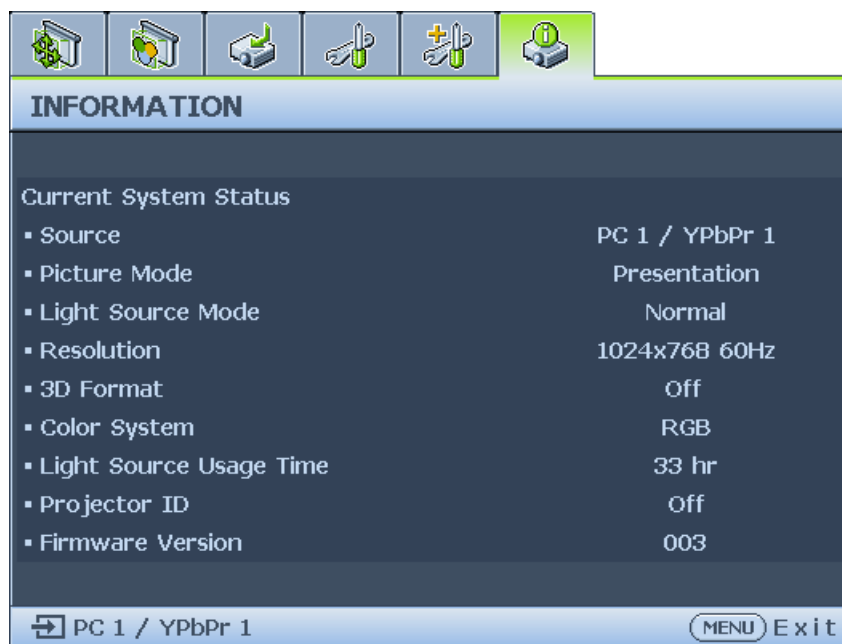 INFORMATION
Current System Status
▪ Source PC 1 / YPbPr 1
▪ Picture Mode Presentation
▪ Light Source Mode Normal
▪ Resolution 1024x768 60Hz
▪ 3D Format Off
▪ Color System RGB
▪ Light Source Usage Time 33 hr
▪ Projector ID Off
▪ Firmware Version 003
PC 1 / YPbPr 1 MENU Exit